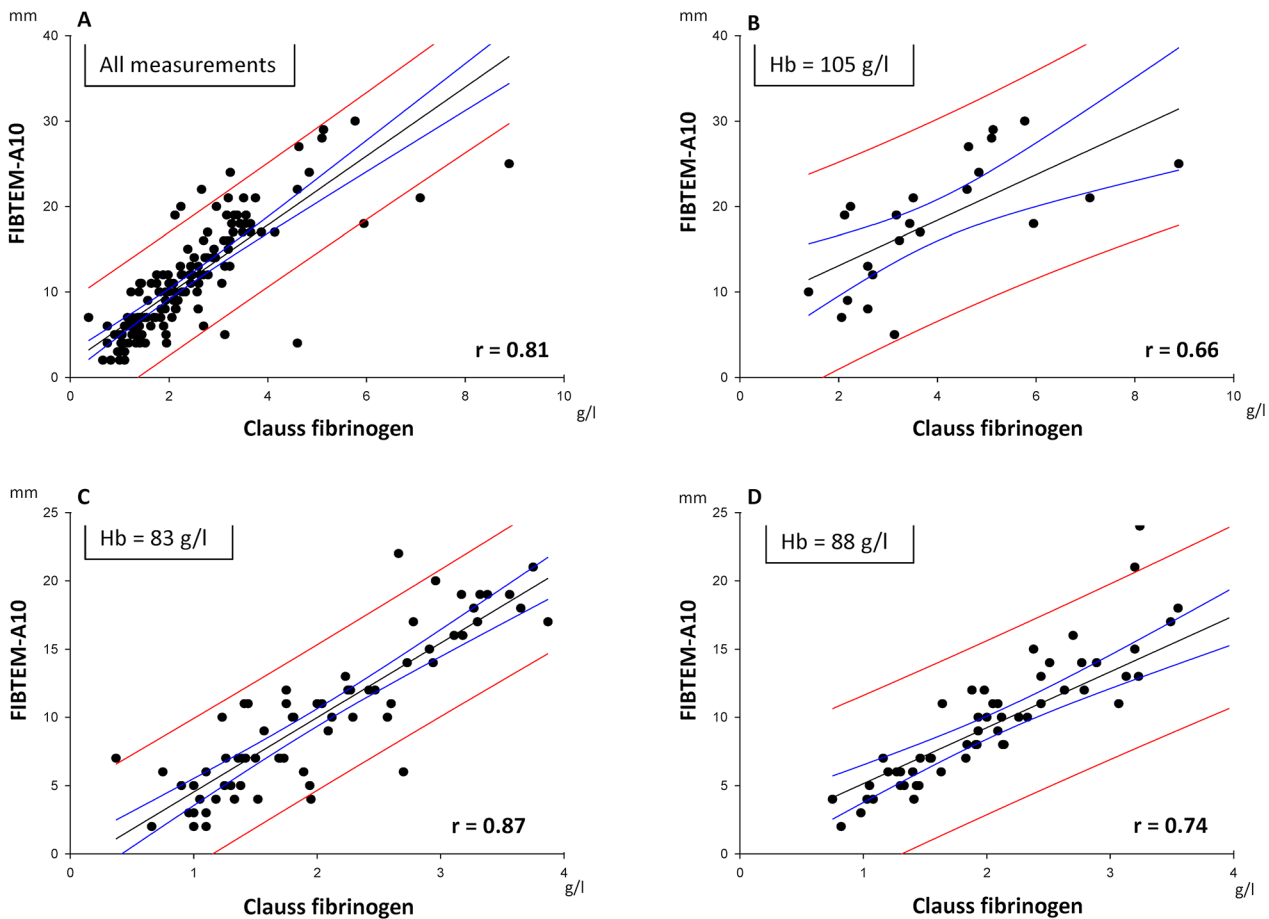 mm
A
40
All measurements
30
FIBTEM-A10
20
10
r = 0.81
0
0 2 4 6 8 10
g/l
Clauss fibrinogen
mm
B
40
Hb = 105 g/l
30
FIBTEM-A10
20
10
r = 0.66
0
0 2 4 6 8 10
g/l
Clauss fibrinogen
mm
C
25
Hb = 83 g/l
20
15
FIBTEM-A10
10
5
r = 0.87
0
0 1 2 3 4
g/l
Clauss fibrinogen
mm
D
25
Hb = 88 g/l
20
15
FIBTEM-A10
10
5
r = 0.74
0
0 1 2 3 4
g/l
Clauss fibrinogen